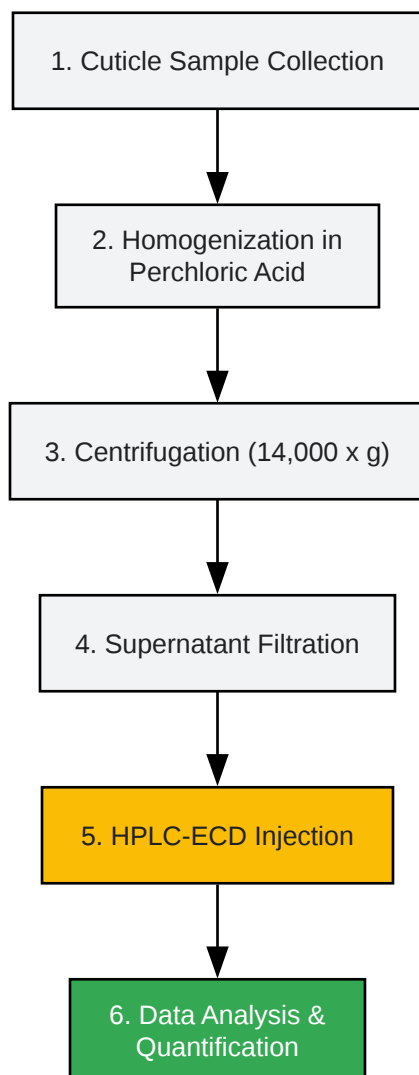 1. Cuticle Sample Collection
2. Homogenization in
Perchloric Acid
3. Centrifugation (14,000 x g)
4. Supernatant Filtration
5. HPLC-ECD Injection
6. Data Analysis &
Quantification